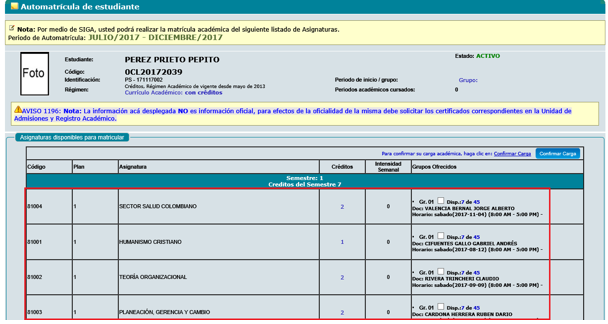 Automatrícula de estudiante
Nota: Por medio de SIGA, usted podrá realizar la matrícula académica del siguiente listado de Asignaturas.
Periodo de Automatrícula: JULIO/2017 - DICIEMBRE/2017
Foto
Estudiante: PEREZ PRIETO PEPITO
Estado: ACTIVO
Código: 0CL20172039
Identificación: PS - 1711117002
Periodo de inicio / grupo: Grupo:
Régimen: Créditos, Régimen Académico de vigente desde mayo de 2013
Currículo Académico: con créditos
Periodos académicos cursados: 0
AVISO 1196: Nota: La información acá desplegada NO es información oficial, para efectos de la oficialidad de la misma debe solicitar los certificados correspondientes en la Unidad de
Admisiones y Registro Académico.
Asignaturas disponibles para matricular
Para confirmar su carga académica, haga clic en: Confirmar Carga Confirmar Carga
Código Plan Asignatura Créditos Intensidad Semanal Grupos Ofrecidos
Semestre: 1
Creditos del Semestre 7
81004 1 SECTOR SALUD COLOMBIANO 2 0 • Gr. 01 Disp.:7 de 45
Doc: VALENCIA BERNAL JORGE ALBERTO
Horario: sabado(2017-11-04) (8:00 AM - 5:00 PM) -
81001 1 HUMANISMO CRISTIANO 1 0 • Gr. 01 Disp.:7 de 45
Doc: CIFUENTES GALLO GABRIEL ANDRÉS
Horario: sabado(2017-08-12) (8:00 AM - 5:00 PM) -
81002 1 TEORÍA ORGANIZACIONAL 2 0 • Gr. 01 Disp.:7 de 45
Doc: RIVERA TRINCHERI CLAUDIO
Horario: sabado(2017-09-09) (8:00 AM - 5:00 PM) -
81003 1 PLANEACIÓN, GERENCIA Y CAMBIO 2 0 • Gr. 01 Disp.:7 de 45
Doc: CARDONA HERRERA RUBEN DARIO